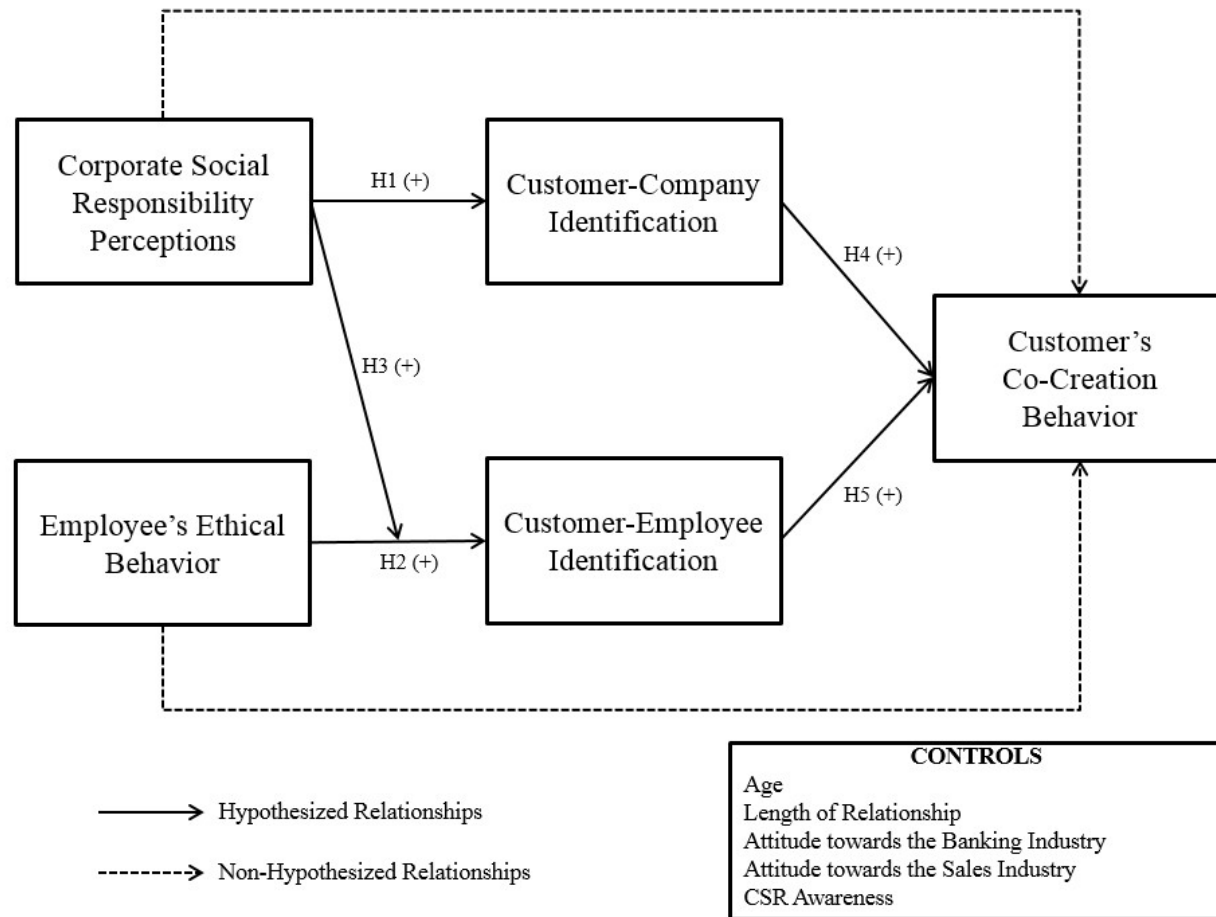 Corporate Social
Responsibility
Perceptions
H1 (+)
Customer-Company
Identification
H4 (+)
H3 (+)
Customer’s
Co-Creation
Behavior
Employee’s Ethical
Behavior
H2 (+)
Customer-Employee
Identification
H5 (+)
Hypothesized Relationships
Non-Hypothesized Relationships
CONTROLS
Age
Length of Relationship
Attitude towards the Banking Industry
Attitude towards the Sales Industry
CSR Awareness